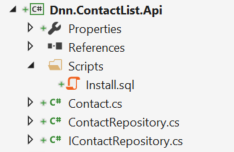 C# Dnn.ContactList.Api
Properties
References
Scripts
Install.sql
C# Contact.cs
C# ContactRepository.cs
C# IContactRepository.cs